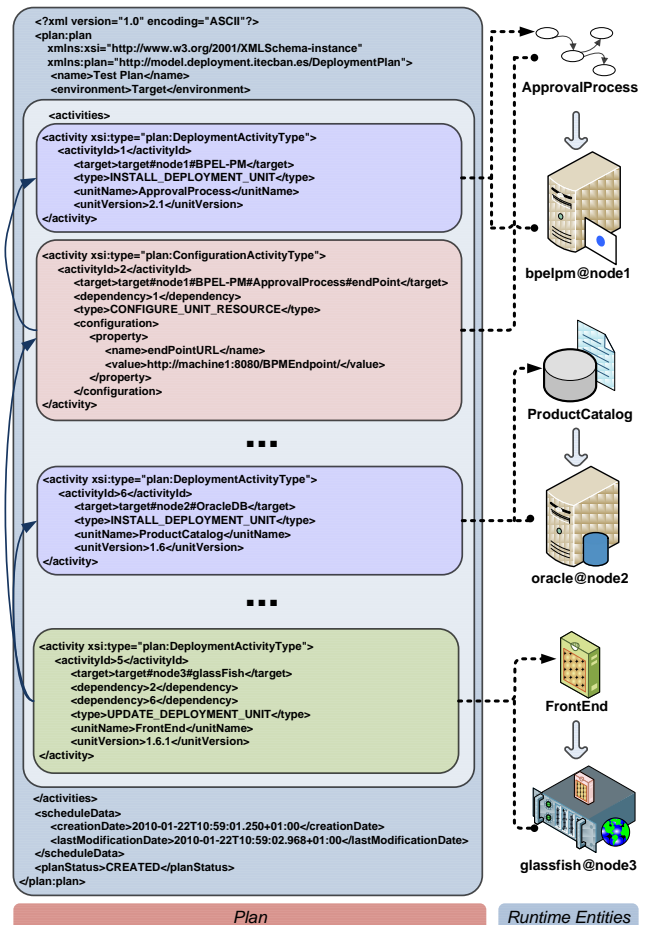 <?xml version="1.0" encoding="ASCII"?>
<plan:plan
xmlns:xsi="http://www.w3.org/2001/XMLSchema-instance"
xmlns:plan="http://model.deployment.itecban.es/DeploymentPlan">
<name>Test Plan</name>
<environment>Target</environment>
<activities>
<activity xsi:type="plan:DeploymentActivityType">
<activityId>1</activityId>
<target>target#node1#BPEL-PM</target>
<type>INSTALL_DEPLOYMENT_UNIT</type>
<unitName>ApprovalProcess</unitName>
<unitVersion>2.1</unitVersion>
</activity>
<activity xsi:type="plan:ConfigurationActivityType">
<activityId>2</activityId>
<target>target#node1#BPEL-PM#ApprovalProcess#endPoint</target>
<dependency>1</dependency>
<type>CONFIGURE_UNIT_RESOURCE</type>
<configuration>
<property>
<name>endPointURL</name>
<value>http://machine1:8080/BPMEndpoint/</value>
</property>
</configuration>
</activity>
...
<activity xsi:type="plan:DeploymentActivityType">
<activityId>6</activityId>
<target>target#node2#OracleDB</target>
<type>INSTALL_DEPLOYMENT_UNIT</type>
<unitName>ProductCatalog</unitName>
<unitVersion>1.6</unitVersion>
</activity>
...
<activity xsi:type="plan:DeploymentActivityType">
<activityId>5</activityId>
<target>target#node3#glassFish</target>
<dependency>2</dependency>
<dependency>6</dependency>
<type>UPDATE_DEPLOYMENT_UNIT</type>
<unitName>FrontEnd</unitName>
<unitVersion>1.6.1</unitVersion>
</activity>
</activities>
<scheduleData>
<creationDate>2010-01-22T10:59:01.250+01:00</creationDate>
<lastModificationDate>2010-01-22T10:59:02.968+01:00</lastModificationDate>
</scheduleData>
<planStatus>CREATED</planStatus>
</plan:plan>
Plan
ApprovalProcess
bpelpm@node1
ProductCatalog
oracle@node2
FrontEnd
glassfish@node3
Runtime Entities